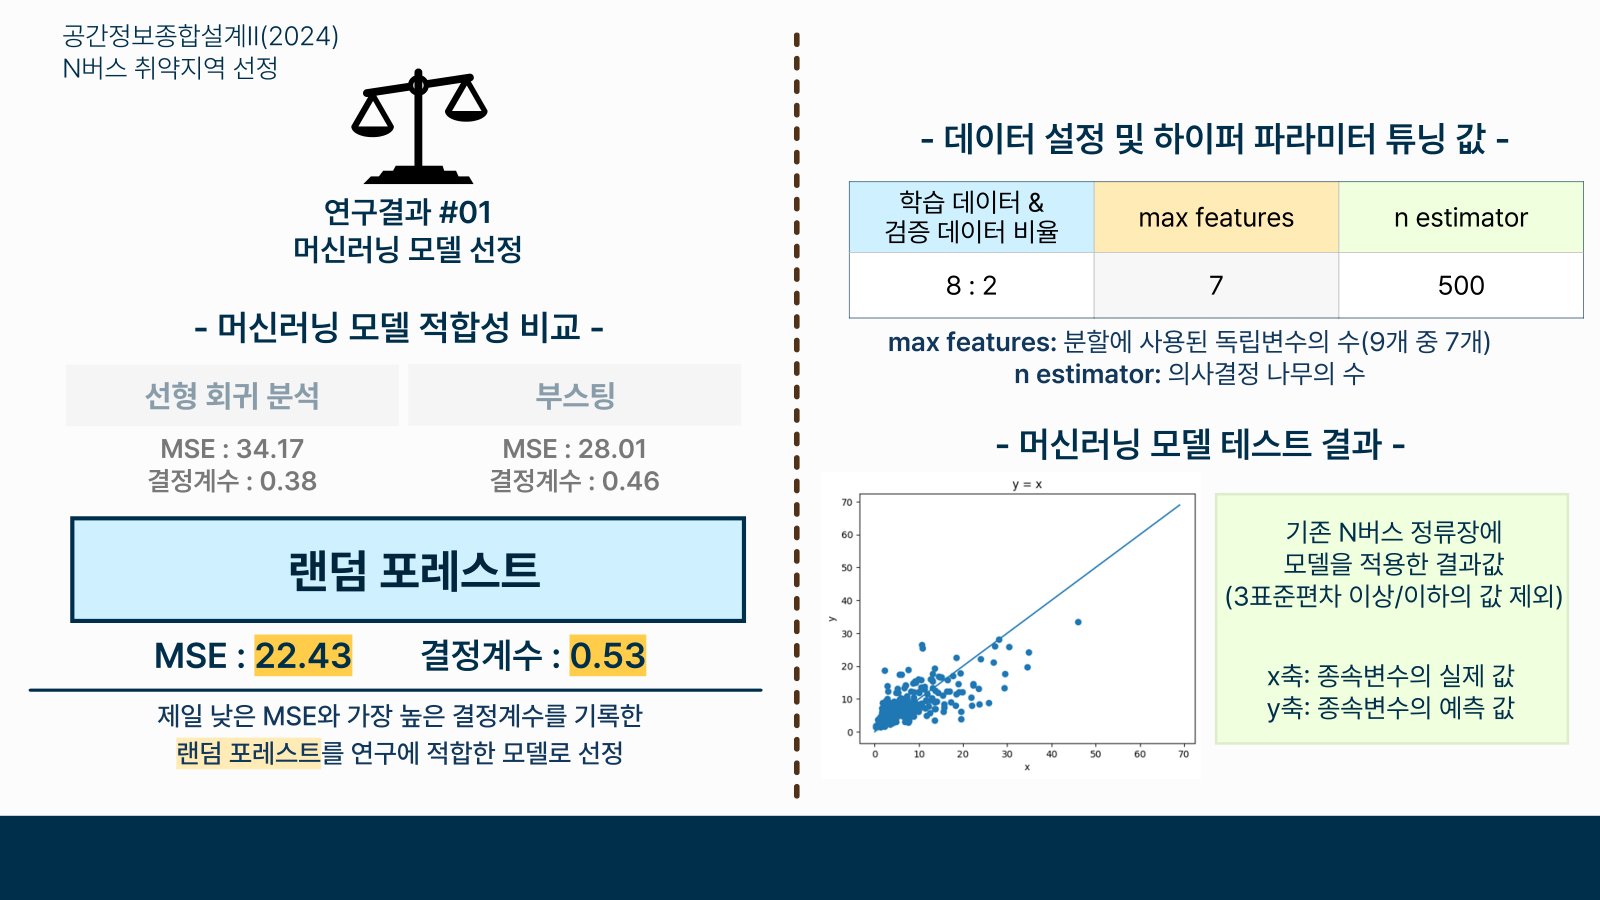 공간정보종합설계II(2024)
N버스 취약지역 선정
연구결과 #01
머신러닝 모델 선정
- 머신러닝 모델 적합성 비교 -
선형 회귀 분석
부스팅
MSE : 34.17
결정계수 : 0.38
MSE : 28.01
결정계수 : 0.46
랜덤 포레스트
MSE : 22.43
결정계수 : 0.53
제일 낮은 MSE와 가장 높은 결정계수를 기록한
랜덤 포레스트를 연구에 적합한 모델로 선정
- 데이터 설정 및 하이퍼 파라미터 튜닝 값 -
학습 데이터 &
검증 데이터 비율
max features
n estimator
8 : 2
7
500
max features: 분할에 사용된 독립변수의 수(9개 중 7개)
n estimator: 의사결정 나무의 수
- 머신러닝 모델 테스트 결과 -
y = x
70
60
50
40
30
20
10
0
y
0 10 20 30 40 50 60 70
x
기존 N버스 정류장에
모델을 적용한 결과값
(3표준편차 이상/이하의 값 제외)
x축: 종속변수의 실제 값
y축: 종속변수의 예측 값